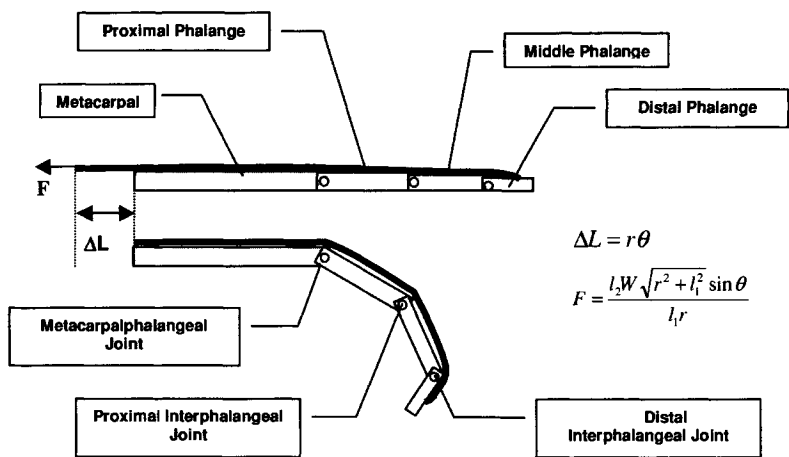 Proximal Phalange
Middle Phalange
Metacarpal
Distal Phalange
F
ΔL
ΔL = rθ
F = l₂W√(r² + l₁²) sin θ / l₁r
Metacarpalphalangeal
Joint
Proximal Interphalangeal
Joint
Distal
Interphalangeal Joint